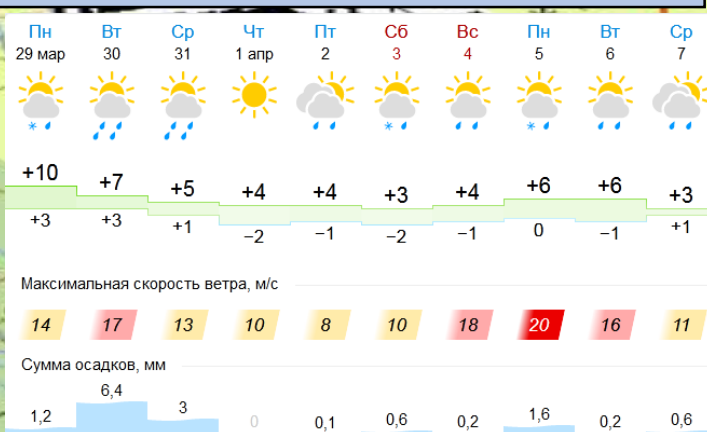 Пн Вт Ср Чт Пт Сб Вс Пн Вт Ср
29 мар 30 31 1 апр 2 3 4 5 6 7
+10 +7 +5 +4 +4 +3 +4 +6 +6 +3
+3 +3 +1 −2 −1 −2 −1 0 −1 +1
Максимальная скорость ветра, м/с
14 17 13 10 8 10 18 20 16 11
Сумма осадков, мм
1,2 6,4 3 0 0,1 0,6 0,2 1,6 0,2 0,6